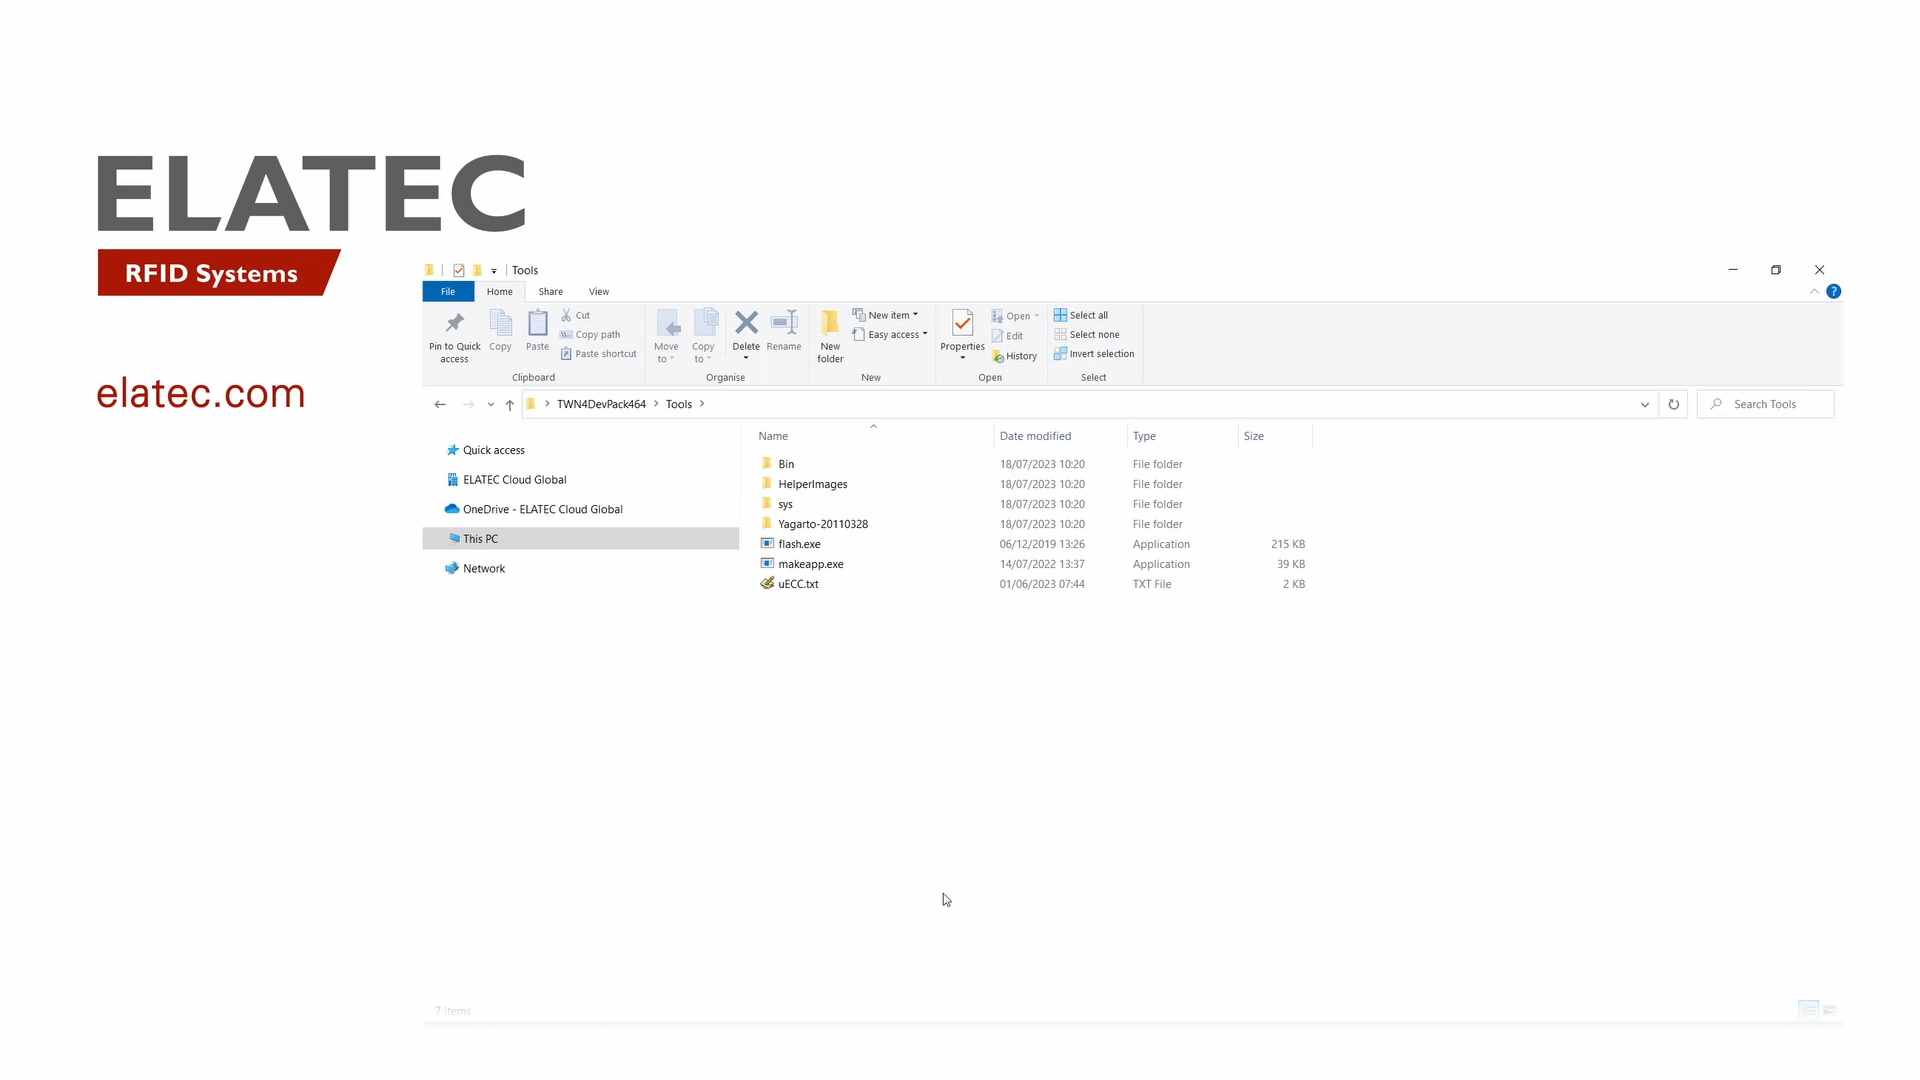 ELATEC
RFID Systems
elatec.com
Tools
File Home Share View
Pin to Quick access
Copy
Paste
Cut
Copy path
Paste shortcut
Clipboard
Move to
Copy to
Delete
Rename
Organise
New folder
New item
Easy access
New
Properties
Open
Edit
History
Open
Select all
Select none
Invert selection
Select
TWN4DevPack464 > Tools >
Search Tools
Quick access
ELATEC Cloud Global
OneDrive - ELATEC Cloud Global
This PC
Network
Name Date modified Type Size
Bin 18/07/2023 10:20 File folder
HelperImages 18/07/2023 10:20 File folder
sys 18/07/2023 10:20 File folder
Yagarto-20110328 18/07/2023 10:20 File folder
flash.exe 06/12/2019 13:26 Application 215 KB
makeapp.exe 14/07/2022 13:37 Application 39 KB
uECC.txt 01/06/2023 07:44 TXT File 2 KB
7 items